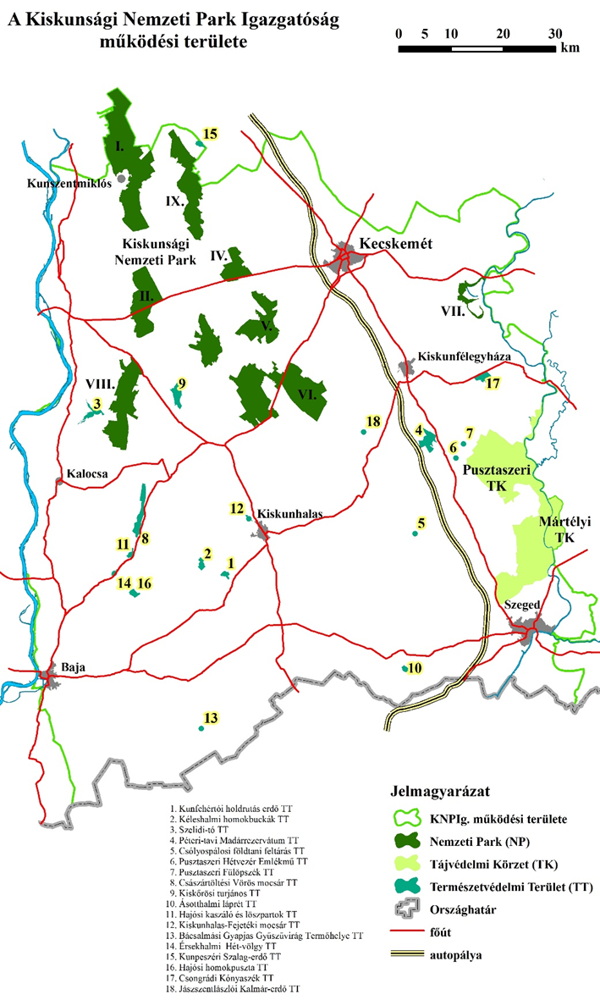 A Kiskunsági Nemzeti Park Igazgatóság
működési területe
0 10 20 30
km
I.
15
Kunszentmiklós
IX.
Kiskunsági
Nemzeti Park
IV.
Kecskemét
II.
V.
VII.
Kiskunfélegyháza
VIII.
9
3
VI.
17
18
4
7
6
Pusztaszeri
TK
Kalocsa
12
Kiskunhalas
5
Mártélyi
TK
11
8
2
1
14
16
Szeged
Baja
10
13
1. Kunfehértói holdrutás erdő TT
2. Kéleshalmi homokbuckák TT
3. Szelidi-tó TT
4. Péteri-tavi Madárrezervátum TT
5. Csólyospálosi földtani feltárás TT
6. Pusztaszeri Hétvezér Emlékmű TT
7. Pusztaszeri Fülöpszék TT
8. Császártöltési Vörös mocsár TT
9. Kiskőrösi turjános TT
10. Ásotthalmi láprét TT
11. Hajósi kaszáló és löszpartok TT
12. Kiskunhalas-Fejetéki mocsár TT
13. Bácsalmási Gyapjas Gyűszűvirág Termőhelye TT
14. Érsekhalmi Hét-völgy TT
15. Kunpeszéri Szalag-erdő TT
16. Hajósi homokpuszta TT
17. Csongrádi Kónyaszék TT
18. Jászszentlászlói Kalmár-erdő TT
Jelmagyarázat
KNPIg. működési területe
Nemzeti Park (NP)
Tájvédelmi Körzet (TK)
Természetvédelmi Terület (TT)
Országhatár
főút
autópálya